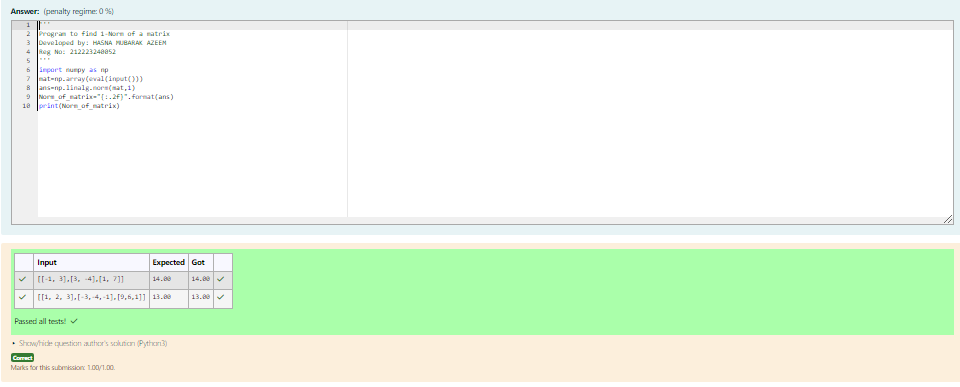 Answer: (penalty regime: 0 %)
1 '''
2 Program to find 1-Norm of a matrix
3 Developed by: HASNA MUBARAK AZEEM
4 Reg No: 212223240052
5 '''
6 import numpy as np
7 mat=np.array(eval(input()))
8 ans=np.linalg.norm(mat,1)
9 Norm_of_matrix="{:.2f}".format(ans)
10 print(Norm_of_matrix)
Input Expected Got
✓ [[-1, 3],[3, -4],[1, 7]] 14.00 14.00 ✓
✓ [[1, 2, 3],[-3,-4,-1],[9,6,1]] 13.00 13.00 ✓
Passed all tests! ✓
Show/hide question author's solution (Python3)
Correct
Marks for this submission: 1.00/1.00.